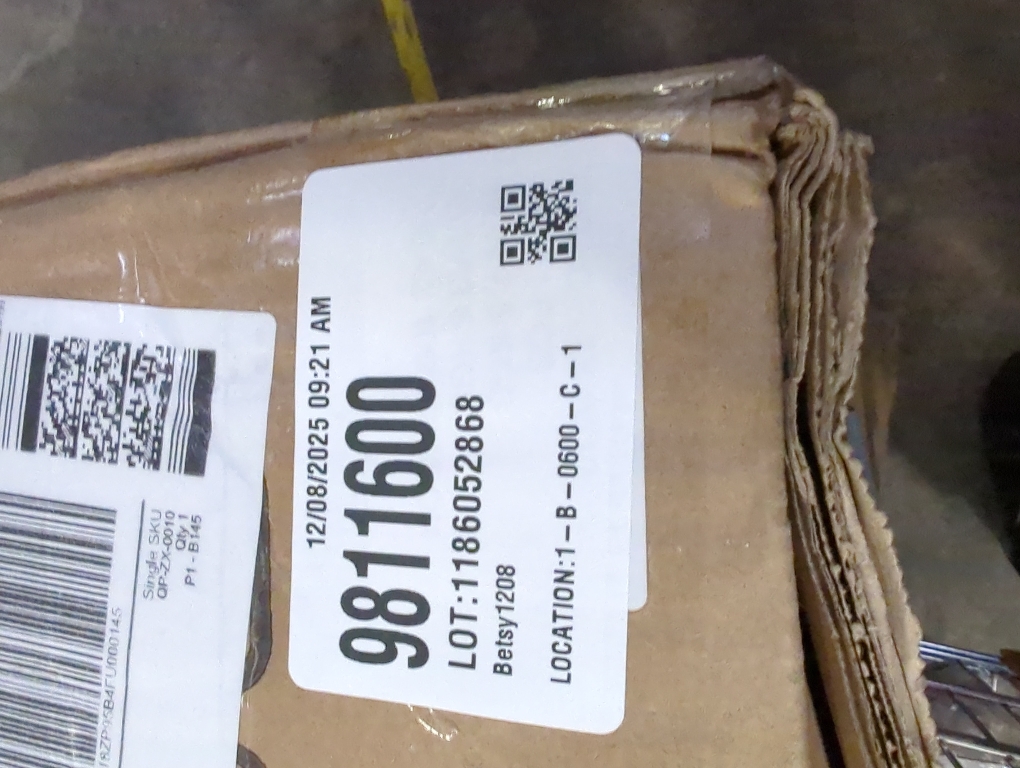 12/08/2025 09:21 AM
9811600
LOT:1186052868
Betsy1208
LOCATION:1-B-0600-C-1
Single SKU
QP-ZX-0010
Qty 1
P1 - B145